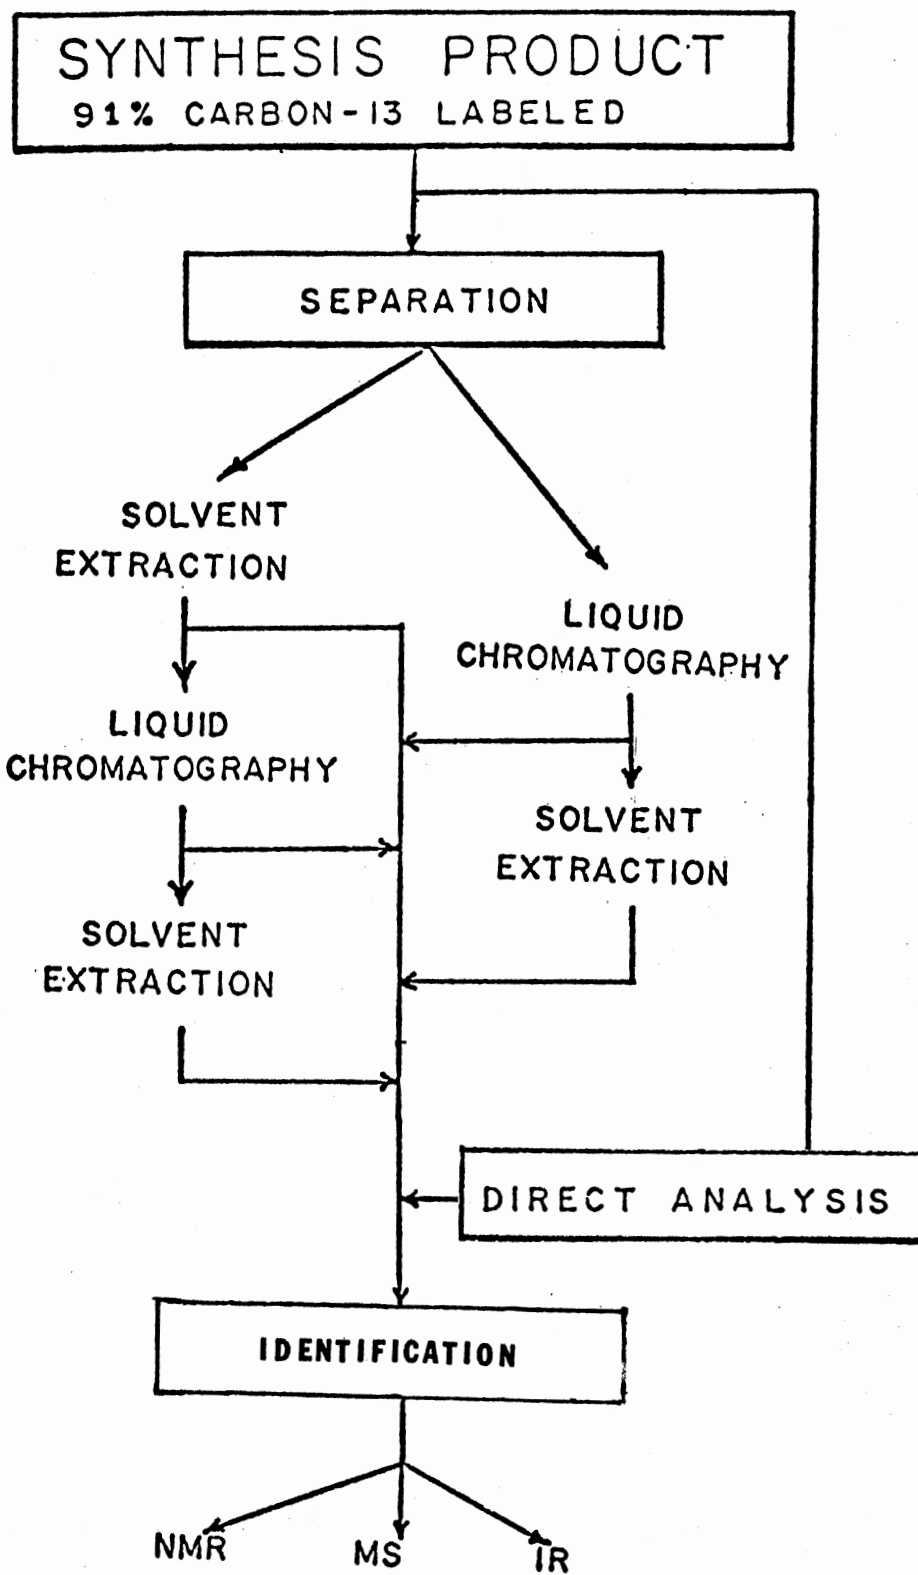 SYNTHESIS PRODUCT
91% CARBON-13 LABELED
SEPARATION
SOLVENT
EXTRACTION
LIQUID
CHROMATOGRAPHY
LIQUID
CHROMATOGRAPHY
SOLVENT
EXTRACTION
SOLVENT
EXTRACTION
DIRECT ANALYSIS
IDENTIFICATION
NMR
MS
IR